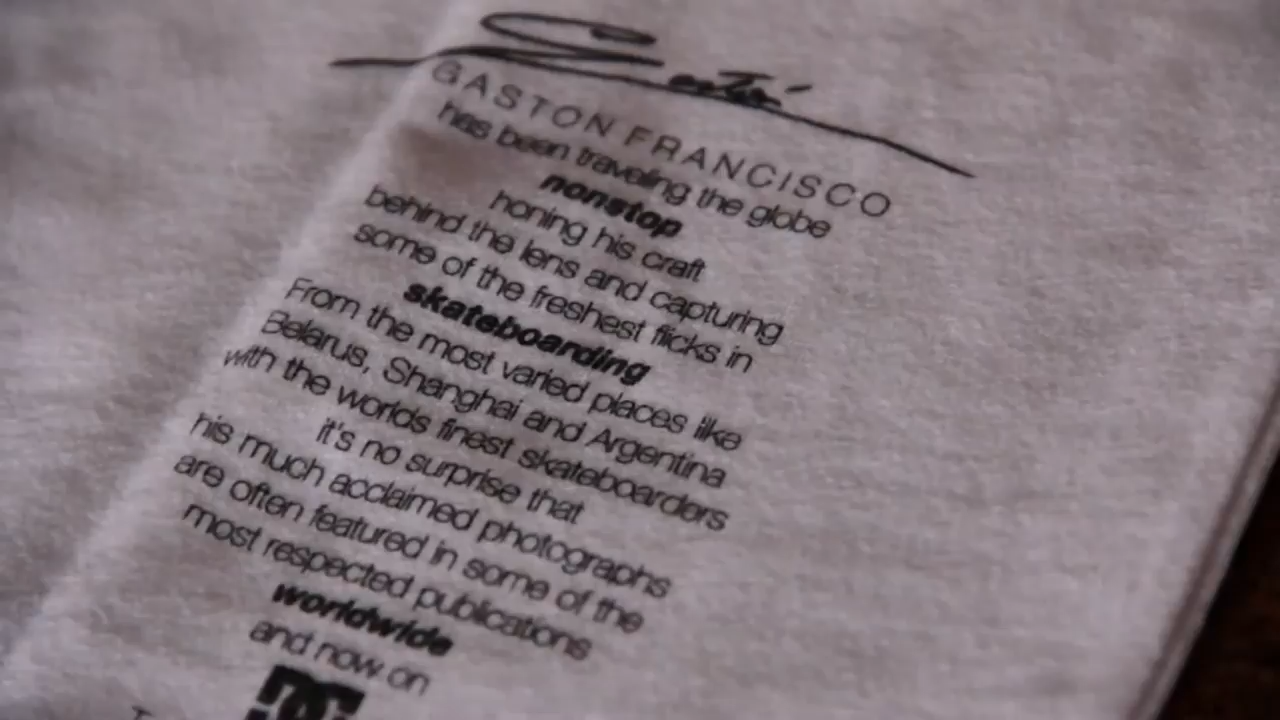 Gastón
GASTON FRANCISCO
has been traveling the globe
nonstop
honing his craft
behind the lens and capturing
some of the freshest flicks in
skateboarding
From the most varied places like
Belarus, Shanghai and Argentina
with the worlds finest skateboarders
it's no surprise that
his much acclaimed photographs
are often featured in some of the
most respected publications
worldwide
and now on
DC